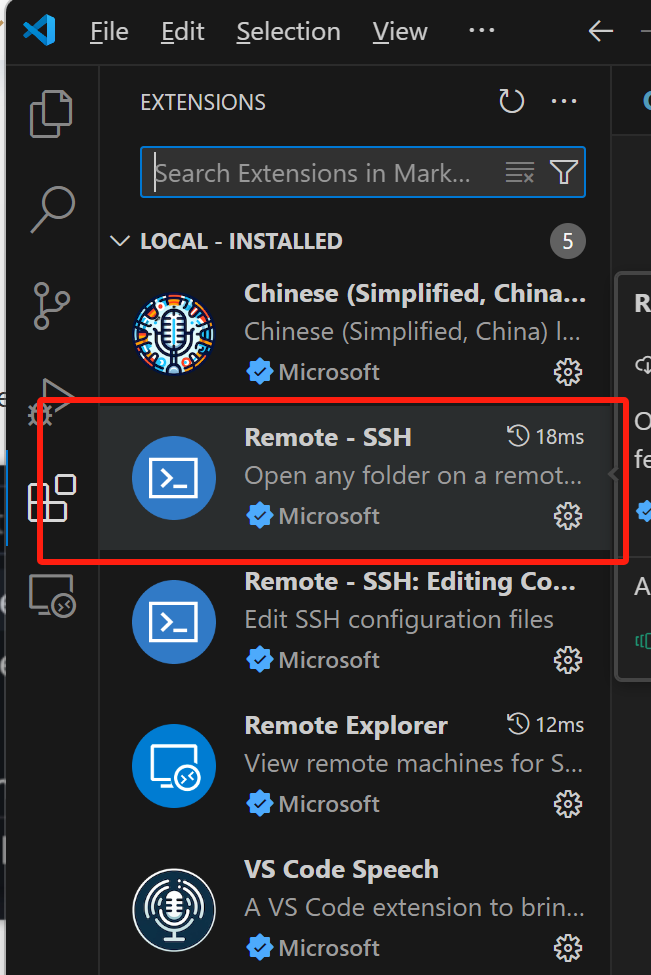 File Edit Selection View ...
EXTENSIONS
Search Extensions in Mark...
LOCAL - INSTALLED 5
Chinese (Simplified, China...
Chinese (Simplified, China) l...
Microsoft
Remote - SSH 18ms
Open any folder on a remot...
Microsoft
Remote - SSH: Editing Co...
Edit SSH configuration files
Microsoft
Remote Explorer 12ms
View remote machines for S...
Microsoft
VS Code Speech
A VS Code extension to brin...
Microsoft